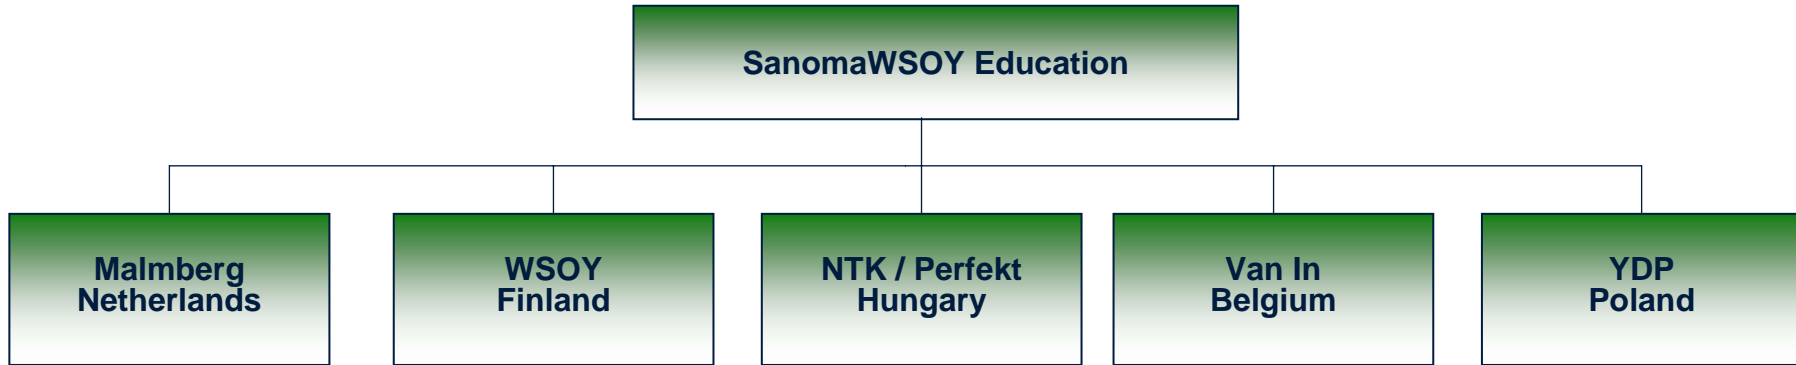 SanomaWSOY Education
Malmberg
Netherlands
WSOY
Finland
NTK / Perfekt
Hungary
Van In
Belgium
YDP
Poland